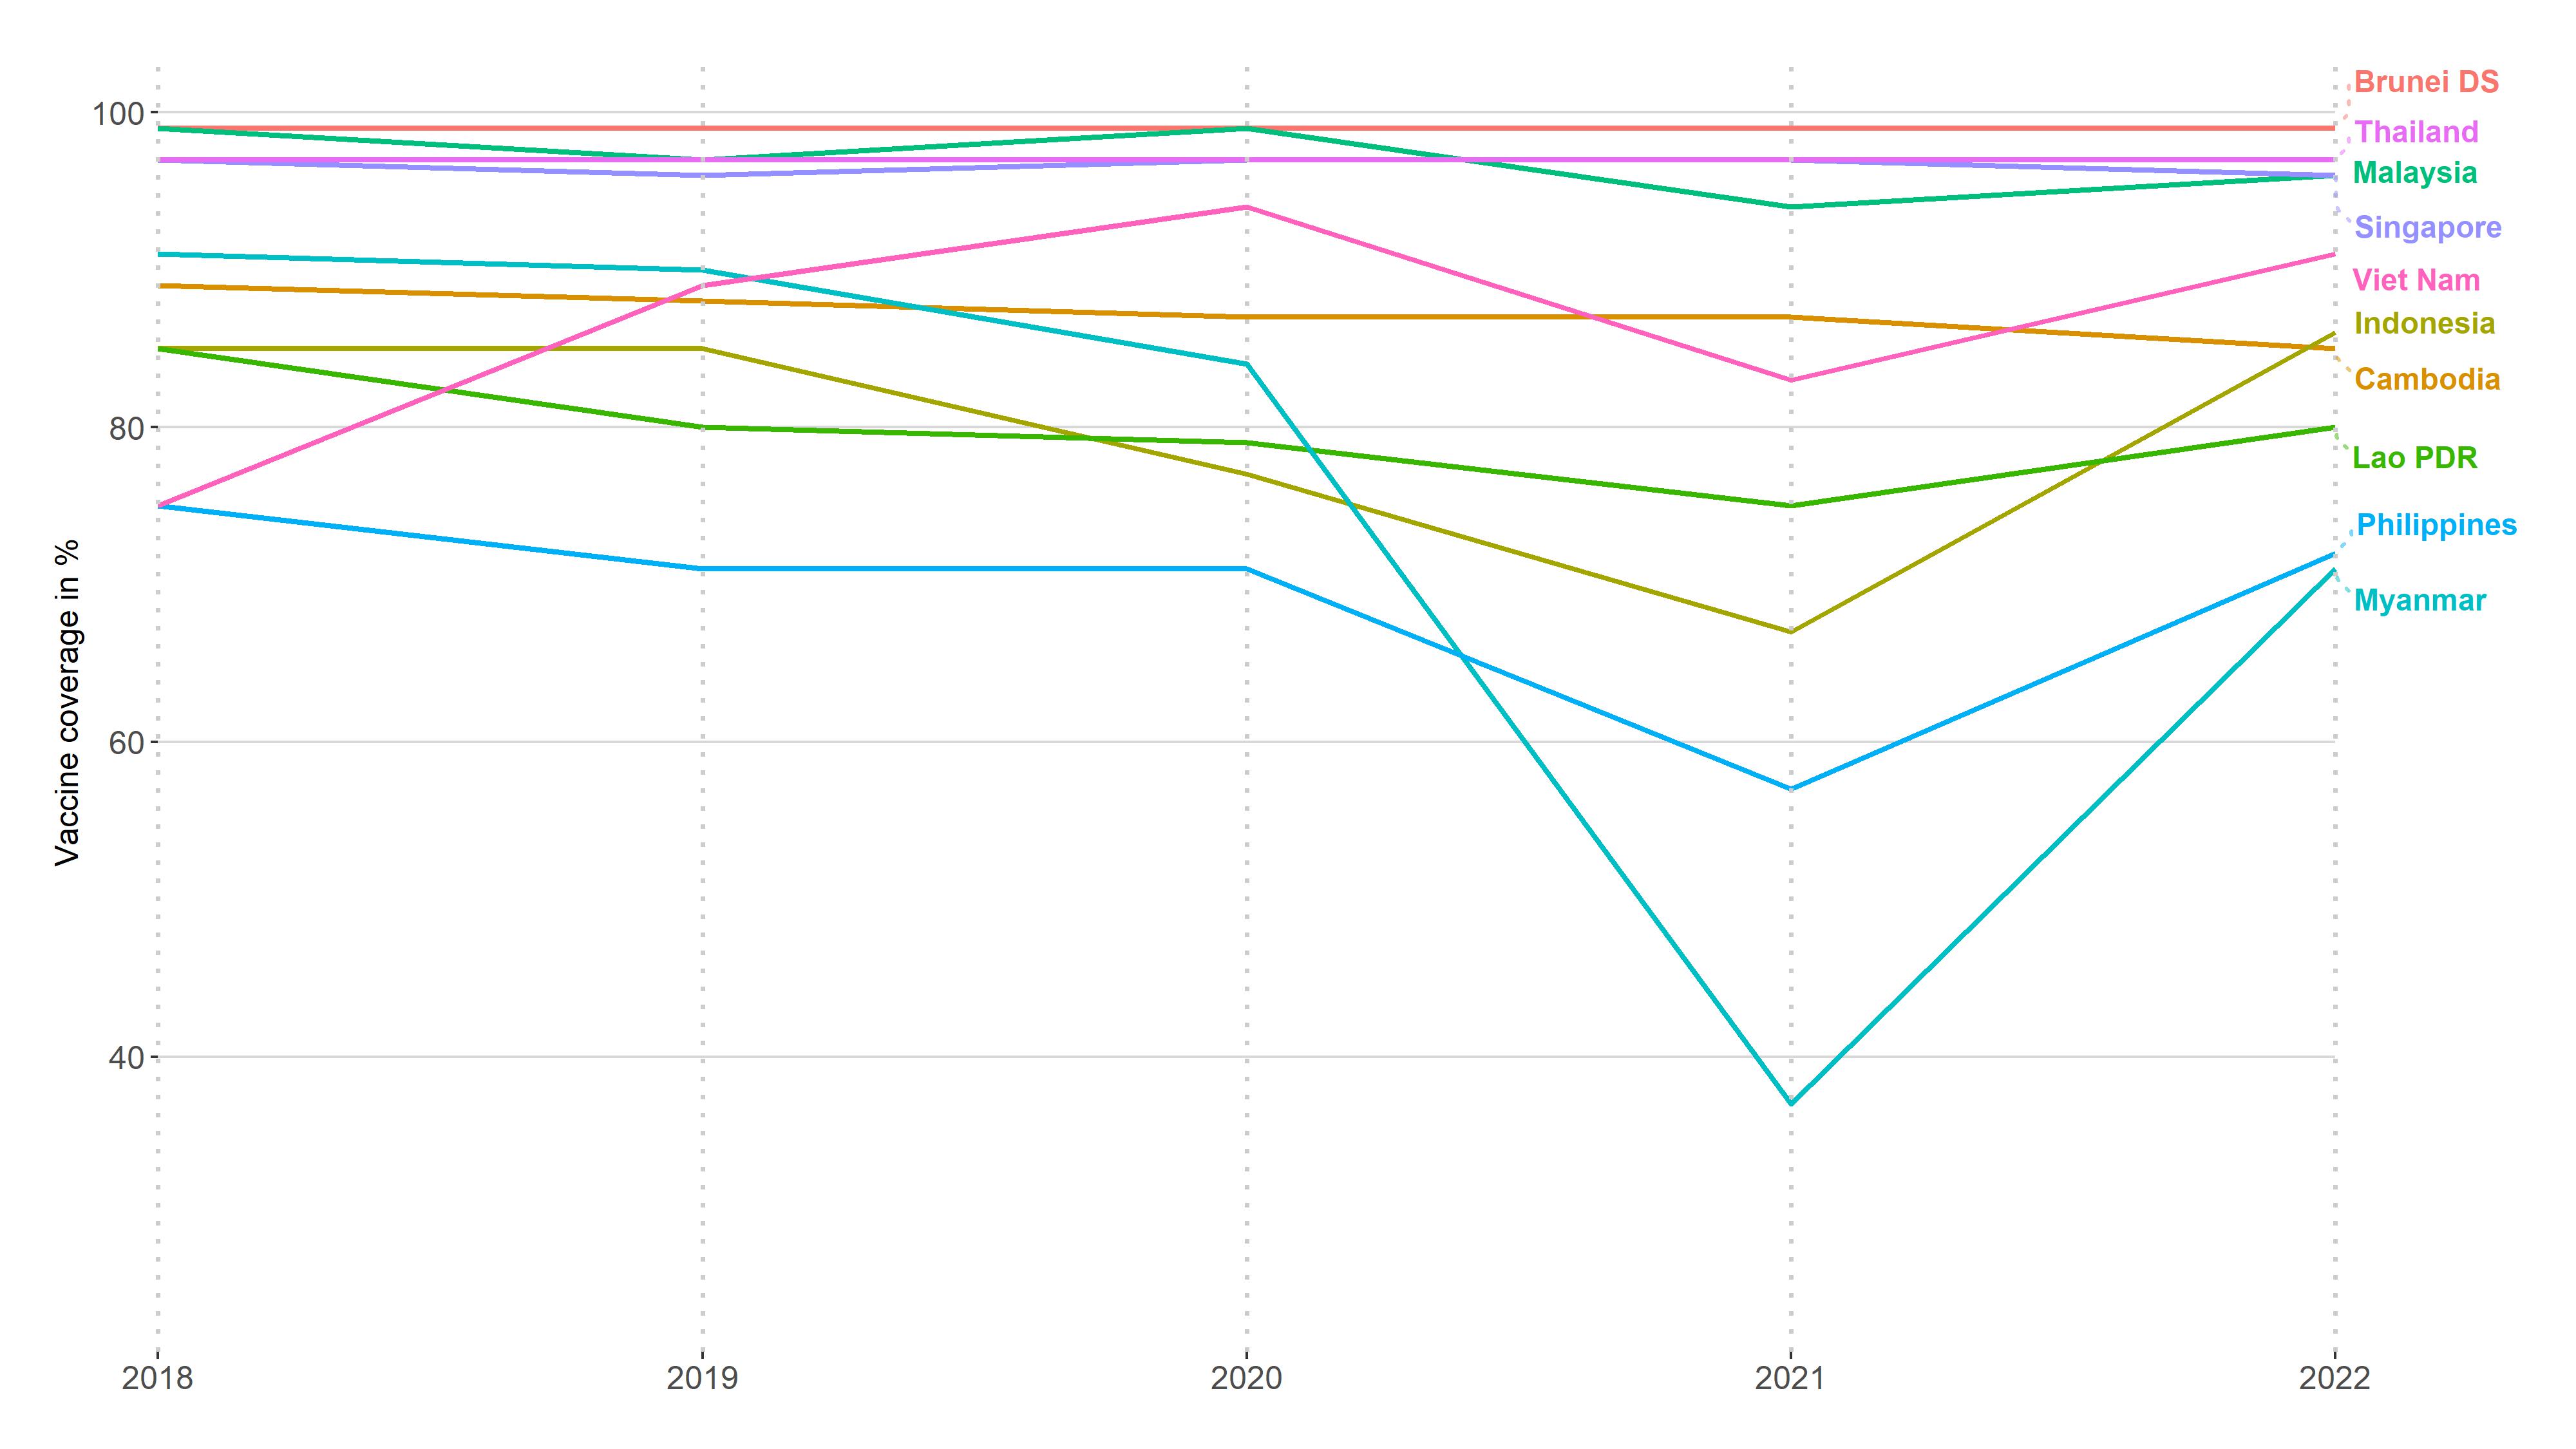 Vaccine coverage in %
100
80
60
40
2018
2019
2020
2021
2022
Brunei DS
Thailand
Malaysia
Singapore
Viet Nam
Indonesia
Cambodia
Lao PDR
Philippines
Myanmar